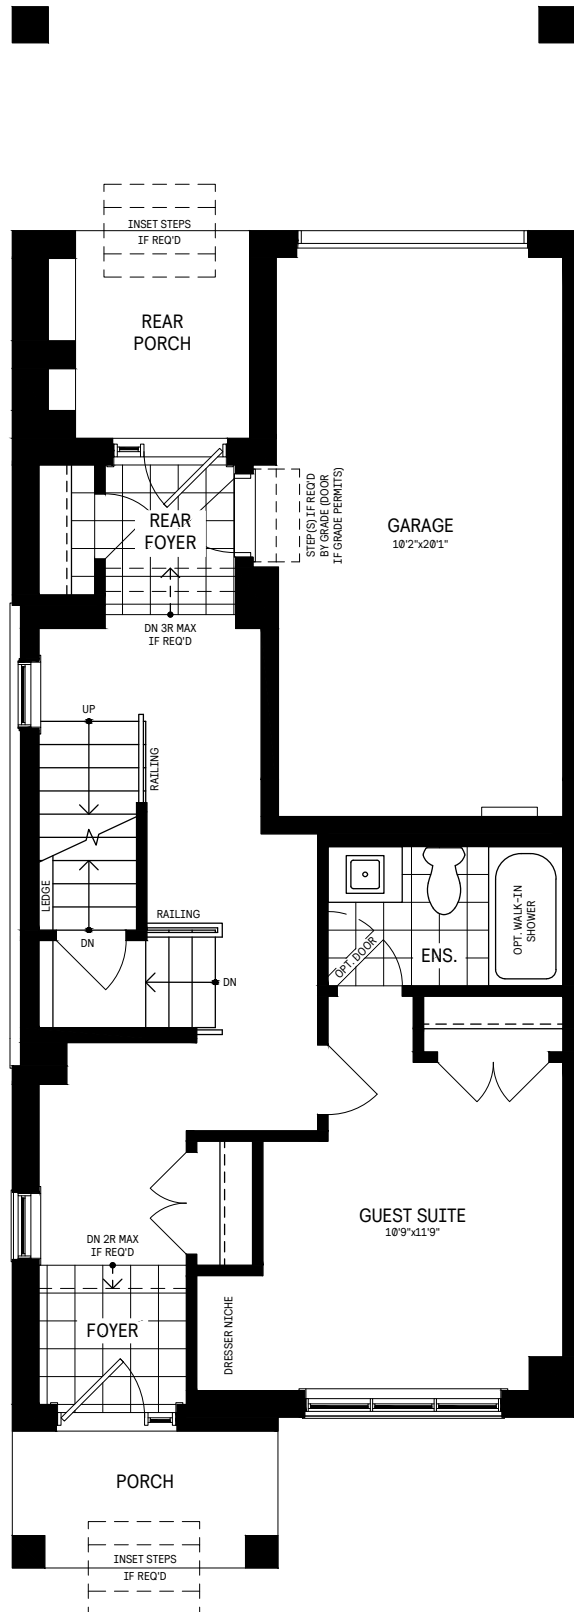 INSET STEPS
IF REQ'D
REAR
PORCH
REAR
FOYER
STEP(S) IF REQ'D
BY GRADE (DOOR
IF GRADE PERMITS)
GARAGE
10'2"x20'1"
DN 3R MAX
IF REQ'D
UP
RAILING
LEDGE
RAILING
DN
DN
OPT. DOOR
ENS.
OPT. WALK-IN
SHOWER
GUEST SUITE
10'9"x11'9"
DN 2R MAX
IF REQ'D
FOYER
DRESSER NICHE
PORCH
INSET STEPS
IF REQ'D